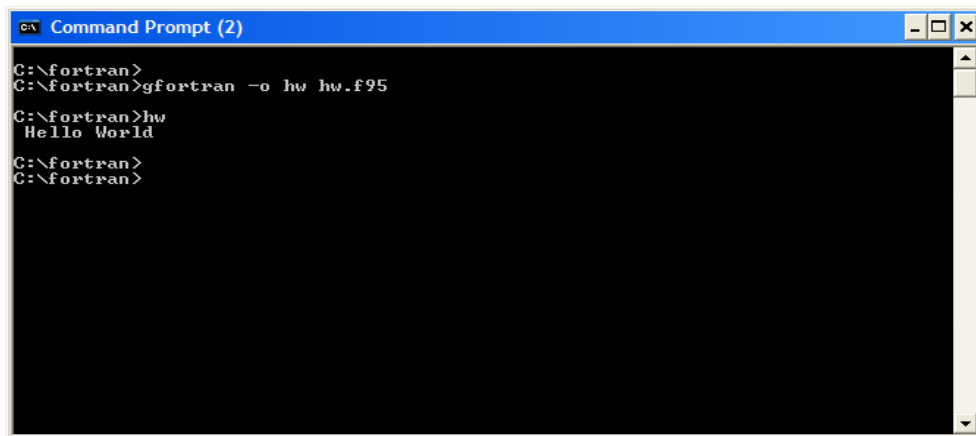 Command Prompt (2)
C:\fortran>
C:\fortran>gfortran -o hw hw.f95
C:\fortran>hw
Hello World
C:\fortran>
C:\fortran>